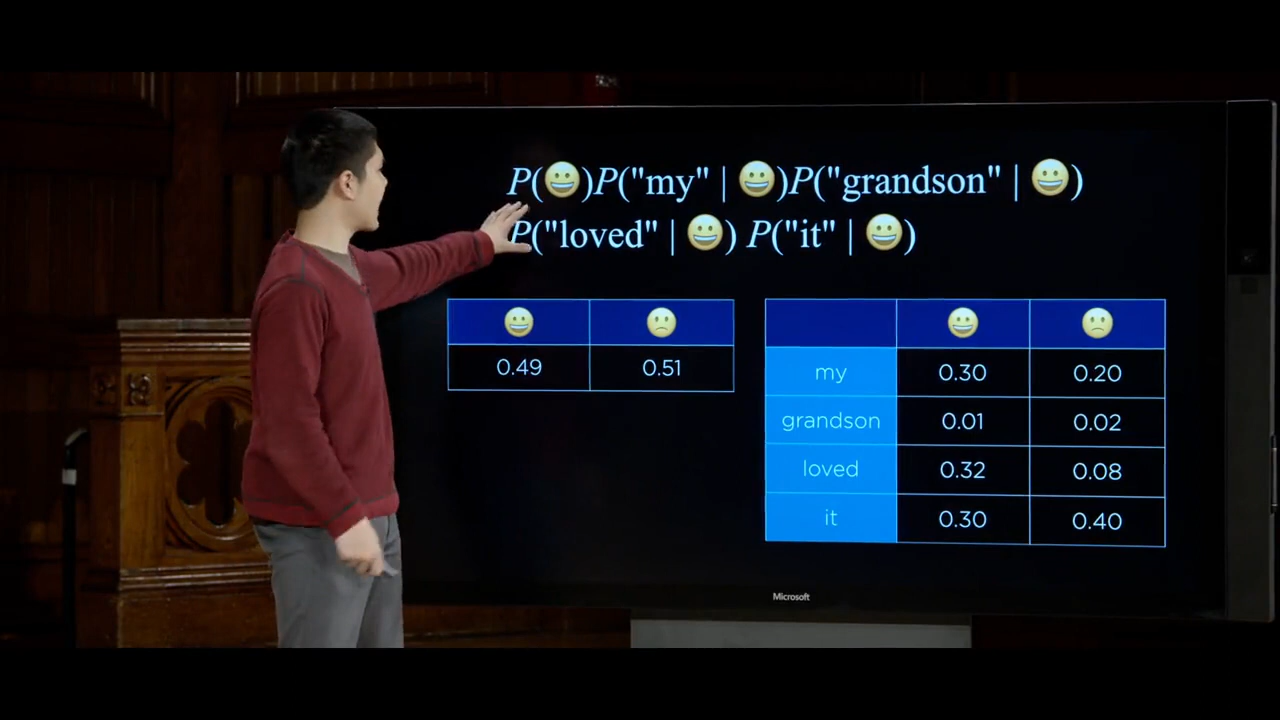 P(😀)P("my" | 😀)P("grandson" | 😀)
P("loved" | 😀) P("it" | 😀)
😀 🙁
0.49 0.51
😀 🙁
my 0.30 0.20
grandson 0.01 0.02
loved 0.32 0.08
it 0.30 0.40
Microsoft